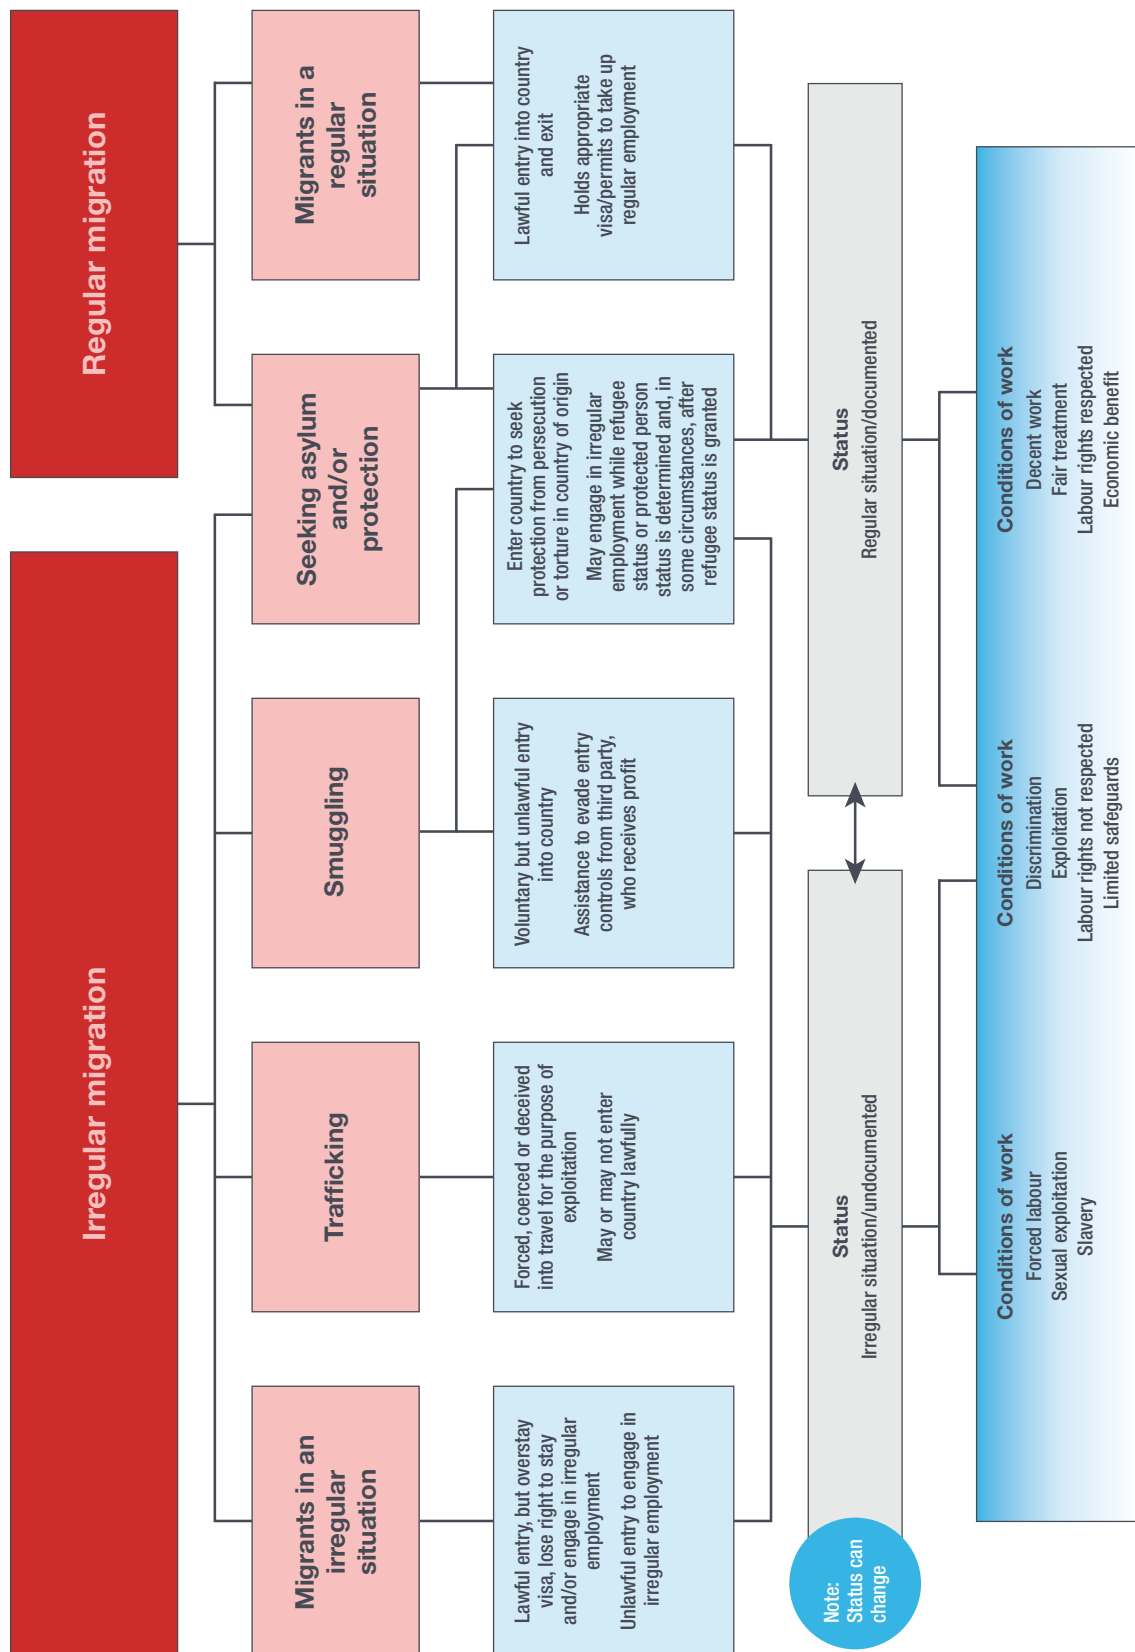 Irregular migration
Regular migration
Migrants in an
irregular
situation
Trafficking
Smuggling
Seeking asylum
and/or
protection
Migrants in a
regular
situation
Lawful entry, but overstay
visa, lose right to stay
and/or engage in irregular
employment
Unlawful entry to engage in
irregular employment
Forced, coerced or deceived
into travel for the purpose of
exploitation
May or may not enter
country lawfully
Voluntary but unlawful entry
into country
Assistance to evade entry
controls from third party,
who receives profit
Enter country to seek
protection from persecution
or torture in country of origin
May engage in irregular
employment while refugee
status or protected person
status is determined and, in
some circumstances, after
refugee status is granted
Lawful entry into country
and exit
Holds appropriate
visa/permits to take up
regular employment
Note:
Status can
change
Status
Irregular situation/undocumented
Status
Regular situation/documented
Conditions of work
Forced labour
Sexual exploitation
Slavery
Conditions of work
Discrimination
Exploitation
Labour rights not respected
Limited safeguards
Conditions of work
Decent work
Fair treatment
Labour rights respected
Economic benefit